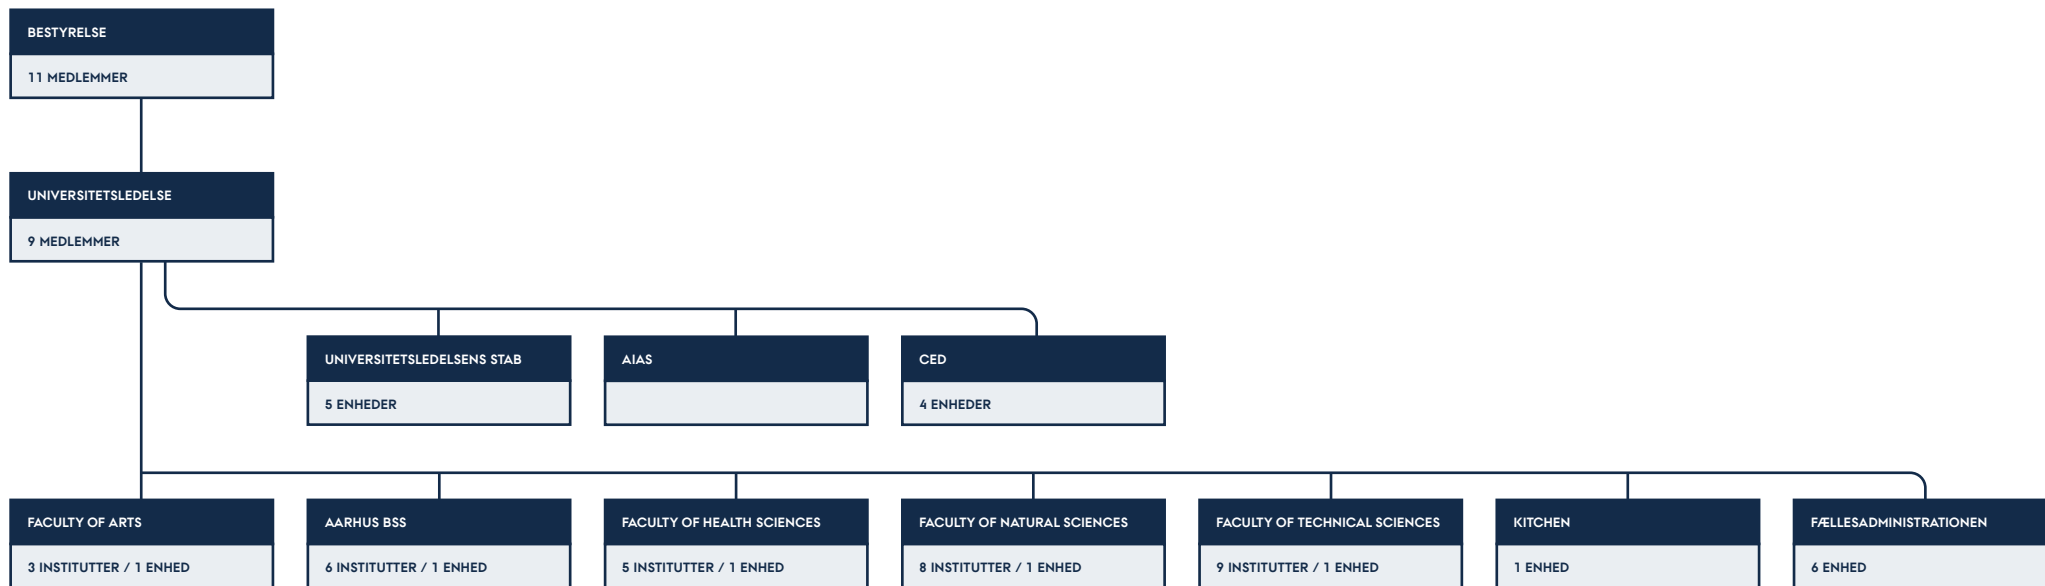 BESTYRELSE
11 MEDLEMMER
UNIVERSITETSLEDELSE
9 MEDLEMMER
UNIVERSITETSLEDELSENS STAB
5 ENHEDER
AIAS
CED
4 ENHEDER
FACULTY OF ARTS
3 INSTITUTTER / 1 ENHED
AARHUS BSS
6 INSTITUTTER / 1 ENHED
FACULTY OF HEALTH SCIENCES
5 INSTITUTTER / 1 ENHED
FACULTY OF NATURAL SCIENCES
8 INSTITUTTER / 1 ENHED
FACULTY OF TECHNICAL SCIENCES
9 INSTITUTTER / 1 ENHED
KITCHEN
1 ENHED
FÆLLESADMINISTRATIONEN
6 ENHED